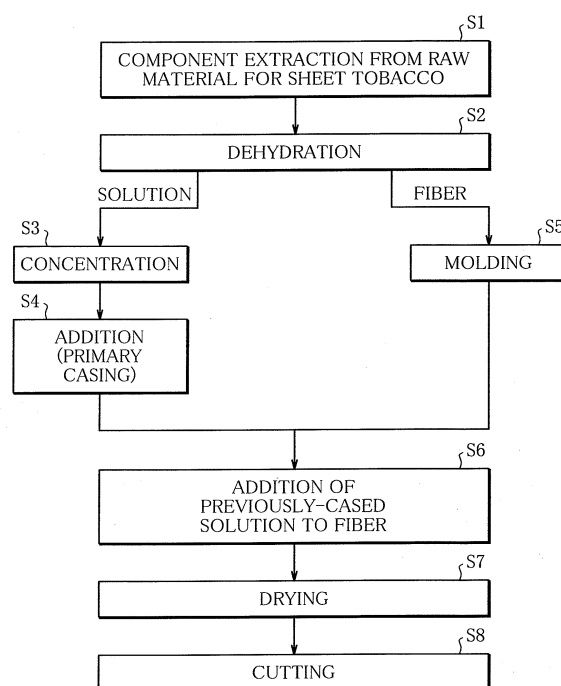 S1
COMPONENT EXTRACTION FROM RAW
MATERIAL FOR SHEET TOBACCO
S2
DEHYDRATION
SOLUTION
FIBER
S3
CONCENTRATION
S5
MOLDING
S4
ADDITION
(PRIMARY
CASING)
S6
ADDITION OF
PREVIOUSLY-CASED
SOLUTION TO FIBER
S7
DRYING
S8
CUTTING